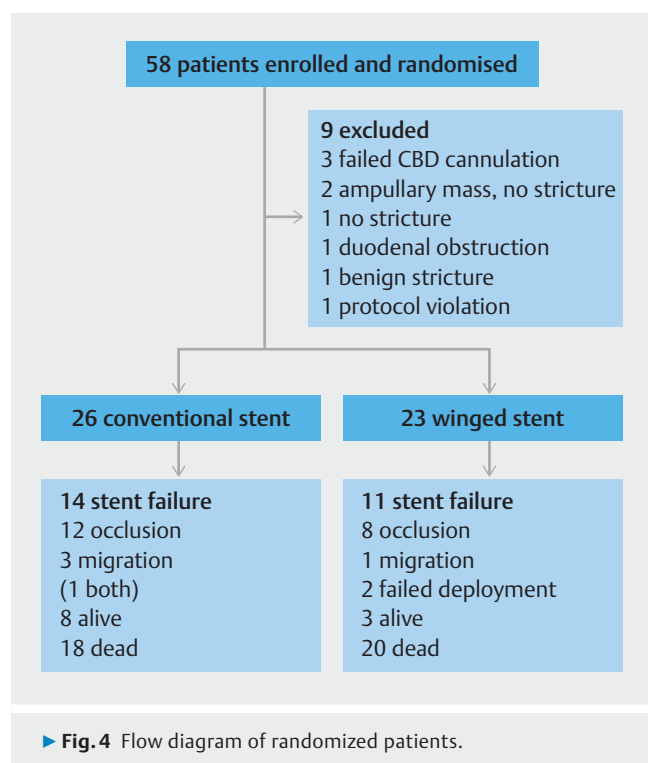 58 patients enrolled and randomised
9 excluded
3 failed CBD cannulation
2 ampullary mass, no stricture
1 no stricture
1 duodenal obstruction
1 benign stricture
1 protocol violation
26 conventional stent
14 stent failure
12 occlusion
3 migration
(1 both)
8 alive
18 dead
23 winged stent
11 stent failure
8 occlusion
1 migration
2 failed deployment
3 alive
20 dead
▶ Fig. 4 Flow diagram of randomized patients.